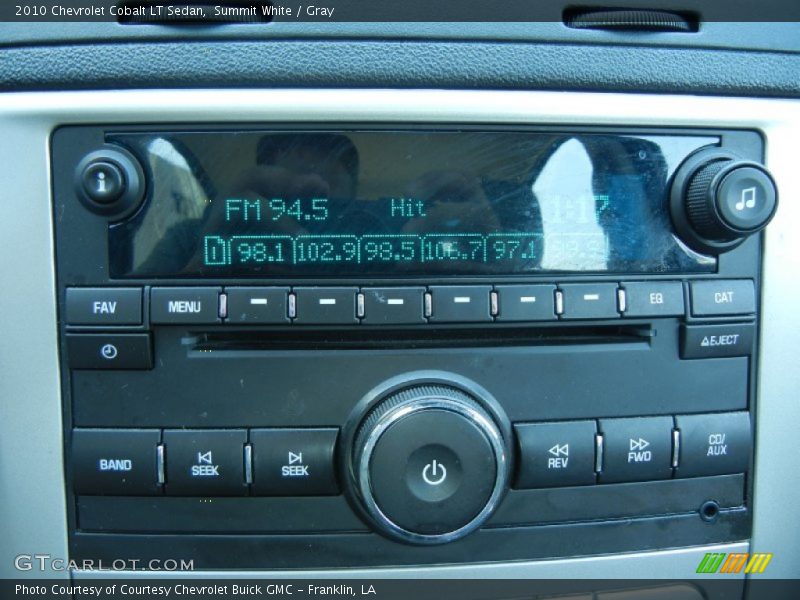 2010 Chevrolet Cobalt LT Sedan, Summit White / Gray
i
FM 94.5 Hit 1:17
1 98.1 102.9 98.5 106.7 97.1
FAV MENU EQ CAT
EJECT
BAND SEEK SEEK REV FWD CD/AUX
GTCARLOT.COM
Photo Courtesy of Courtesy Chevrolet Buick GMC - Franklin, LA